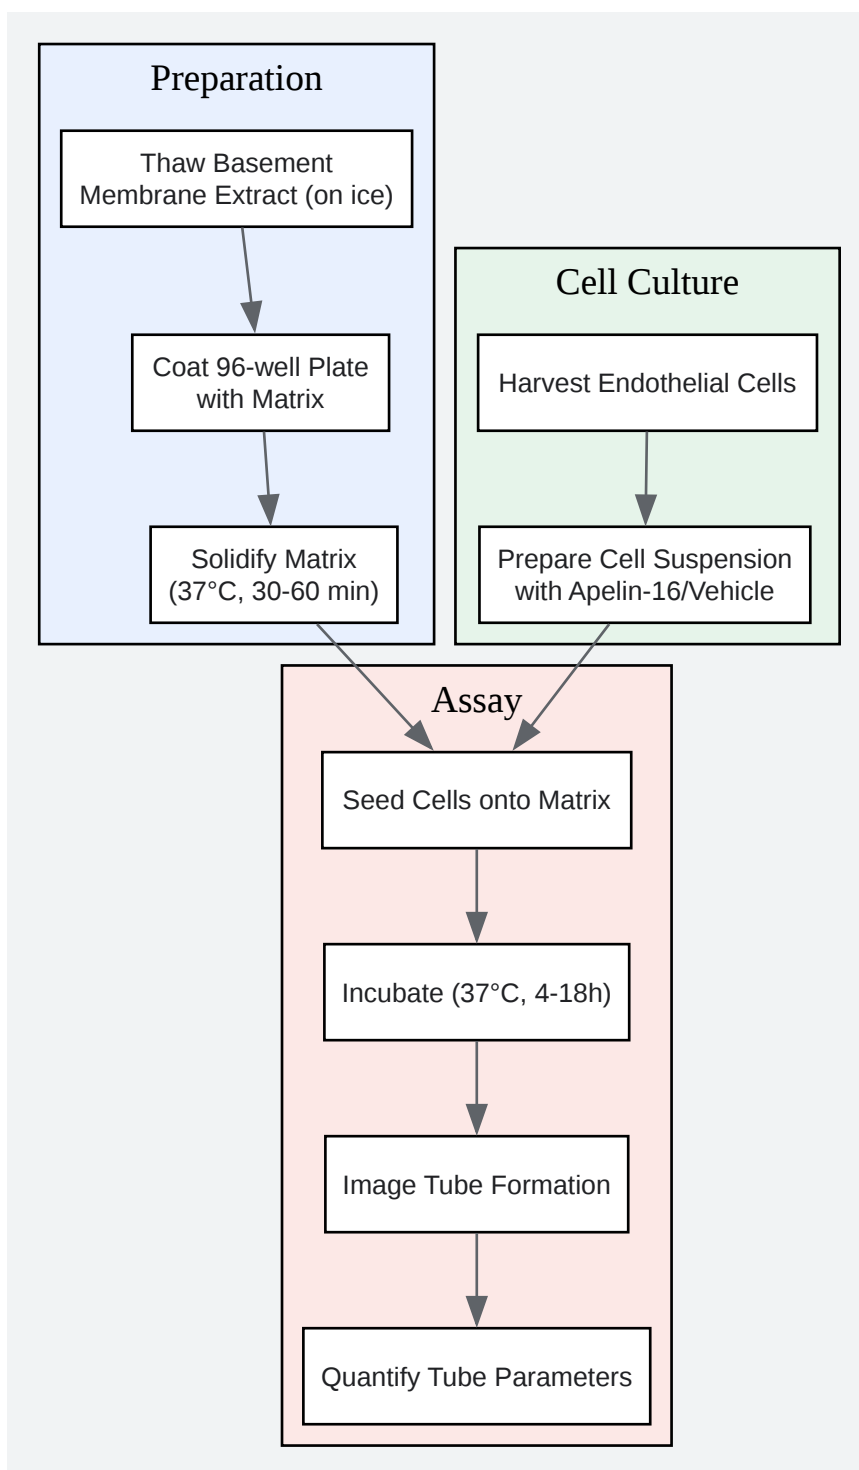 Preparation
Thaw Basement
Membrane Extract (on ice)
Coat 96-well Plate
with Matrix
Solidify Matrix
(37°C, 30-60 min)
Cell Culture
Harvest Endothelial Cells
Prepare Cell Suspension
with Apelin-16/Vehicle
Assay
Seed Cells onto Matrix
Incubate (37°C, 4-18h)
Image Tube Formation
Quantify Tube Parameters